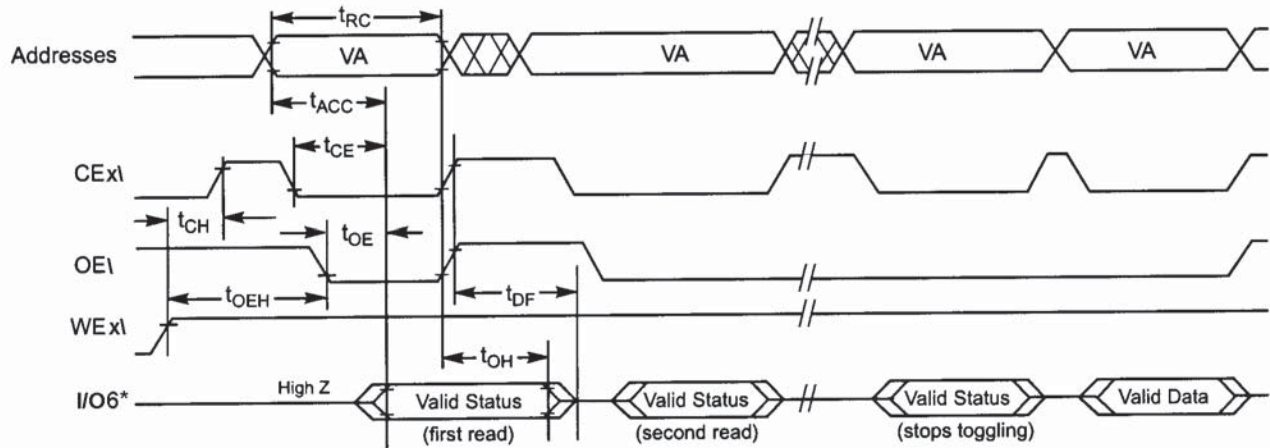 tRC
Addresses VA VA VA VA
tACC
tCE
CEx\
tCH
tOE
OE\
tOEH
tDF
WEx\
tOH
I/O6* High Z Valid Status Valid Status Valid Status Valid Data
(first read) (second read) (stops toggling)